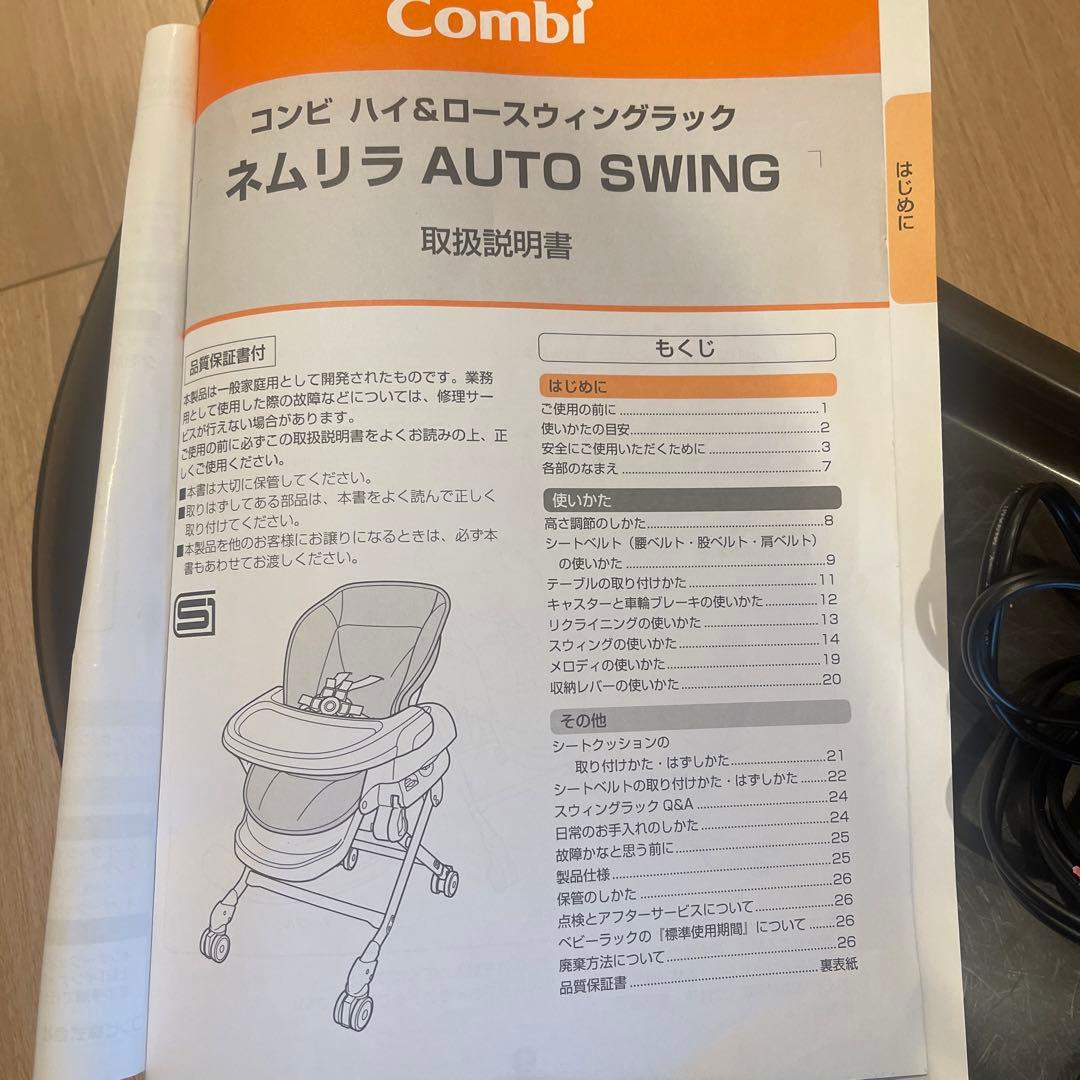 Combi
コンビ ハイ&ロースウィングラック
ネムリラ AUTO SWING
取扱説明書
はじめに
品質保証書付
本製品は一般家庭用として開発されたものです。業務
用として使用した際の故障などについては、修理サー
ビスが行えない場合があります。
ご使用の前に必ずこの取扱説明書をよくお読みの上、正
しくご使用ください。
■本書は大切に保管してください。
■取りはずしてある部品は、本書をよく読んで正しく
取り付けてください。
■本製品を他のお客様にお譲りになるときは、必ず本
書もあわせてお渡しください。
もくじ
はじめに
ご使用の前に 1
使いかたの目安 2
安全にご使用いただくために 3
各部のなまえ 7
使いかた
高さ調節のしかた 8
シートベルト(腰ベルト・股ベルト・肩ベルト)
の使いかた 9
テーブルの取り付けかた 11
キャスターと車輪ブレーキの使いかた 12
リクライニングの使いかた 13
スウィングの使いかた 14
メロディの使いかた 19
収納レバーの使いかた 20
その他
シートクッションの
取り付けかた・はずしかた 21
シートベルトの取り付けかた・はずしかた 22
スウィングラック Q&A 24
日常のお手入れのしかた 24
故障かなと思う前に 25
製品仕様 25
保管のしかた 26
点検とアフターサービスについて 26
ベビーラックの『標準使用期間』について 26
廃棄方法について 26
品質保証書 裏表紙